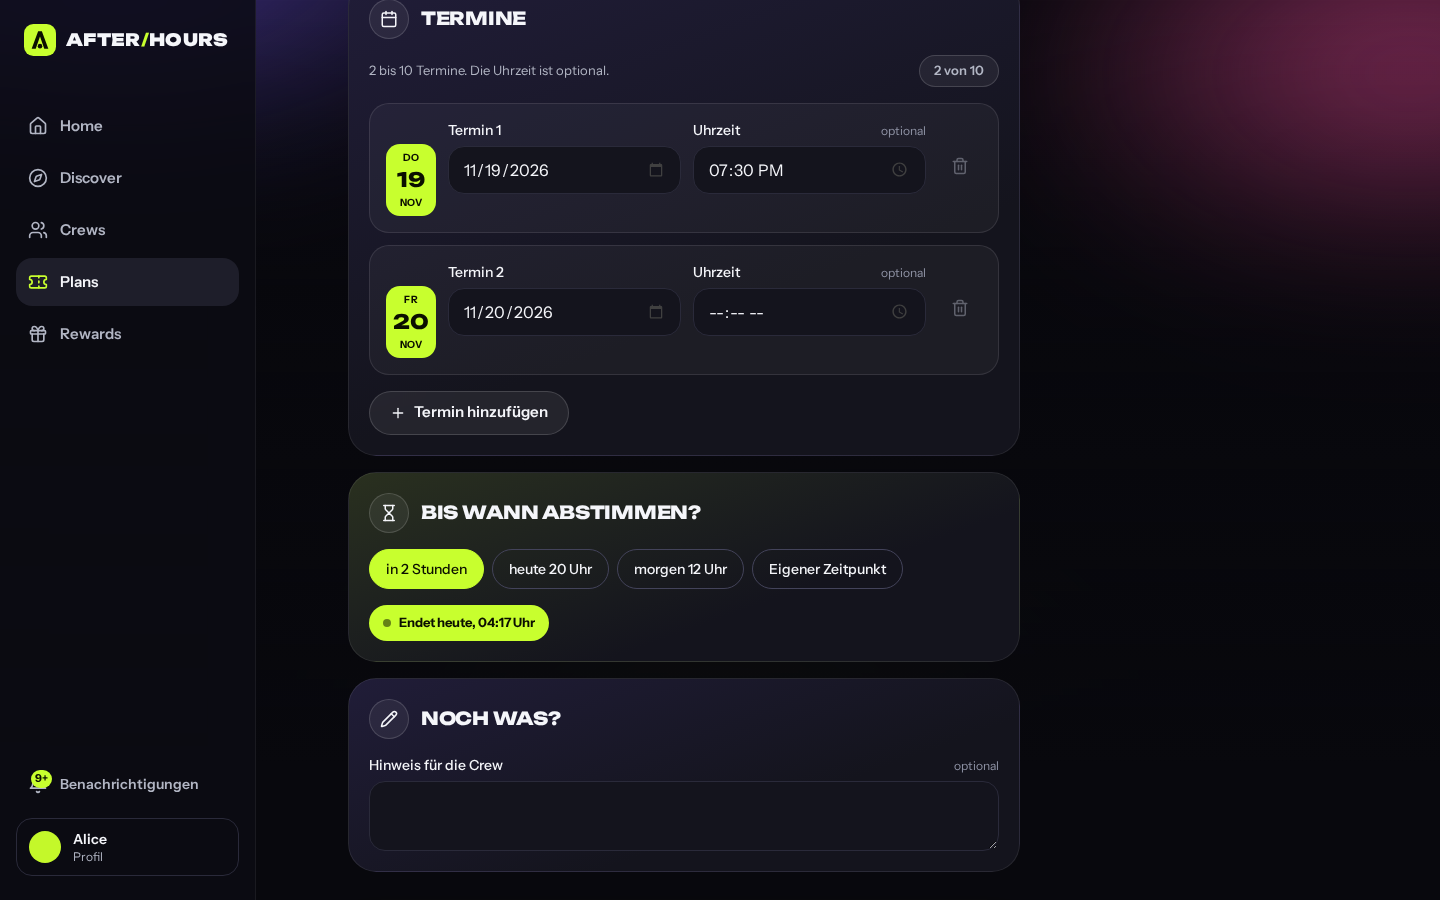 AFTER/HOURS
Home
Discover
Crews
Plans
Rewards
9+
Benachrichtigungen
Alice
Profil
TERMINE
2 bis 10 Termine. Die Uhrzeit ist optional.
2 von 10
DO
19
NOV
Termin 1
11/19/2026
Uhrzeit
optional
07:30 PM
FR
20
NOV
Termin 2
11/20/2026
Uhrzeit
optional
--:-- --
Termin hinzufügen
BIS WANN ABSTIMMEN?
in 2 Stunden
heute 20 Uhr
morgen 12 Uhr
Eigener Zeitpunkt
Endet heute, 04:17 Uhr
NOCH WAS?
Hinweis für die Crew
optional